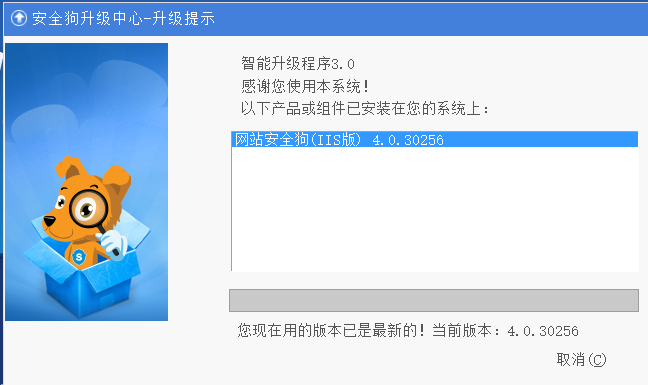 安全狗升级中心-升级提示
智能升级程序3.0
感谢您使用本系统!
以下产品或组件已安装在您的系统上:
网站安全狗(IIS版) 4.0.30256
S
您现在用的版本已是最新的!当前版本: 4.0.30256
取消(C)